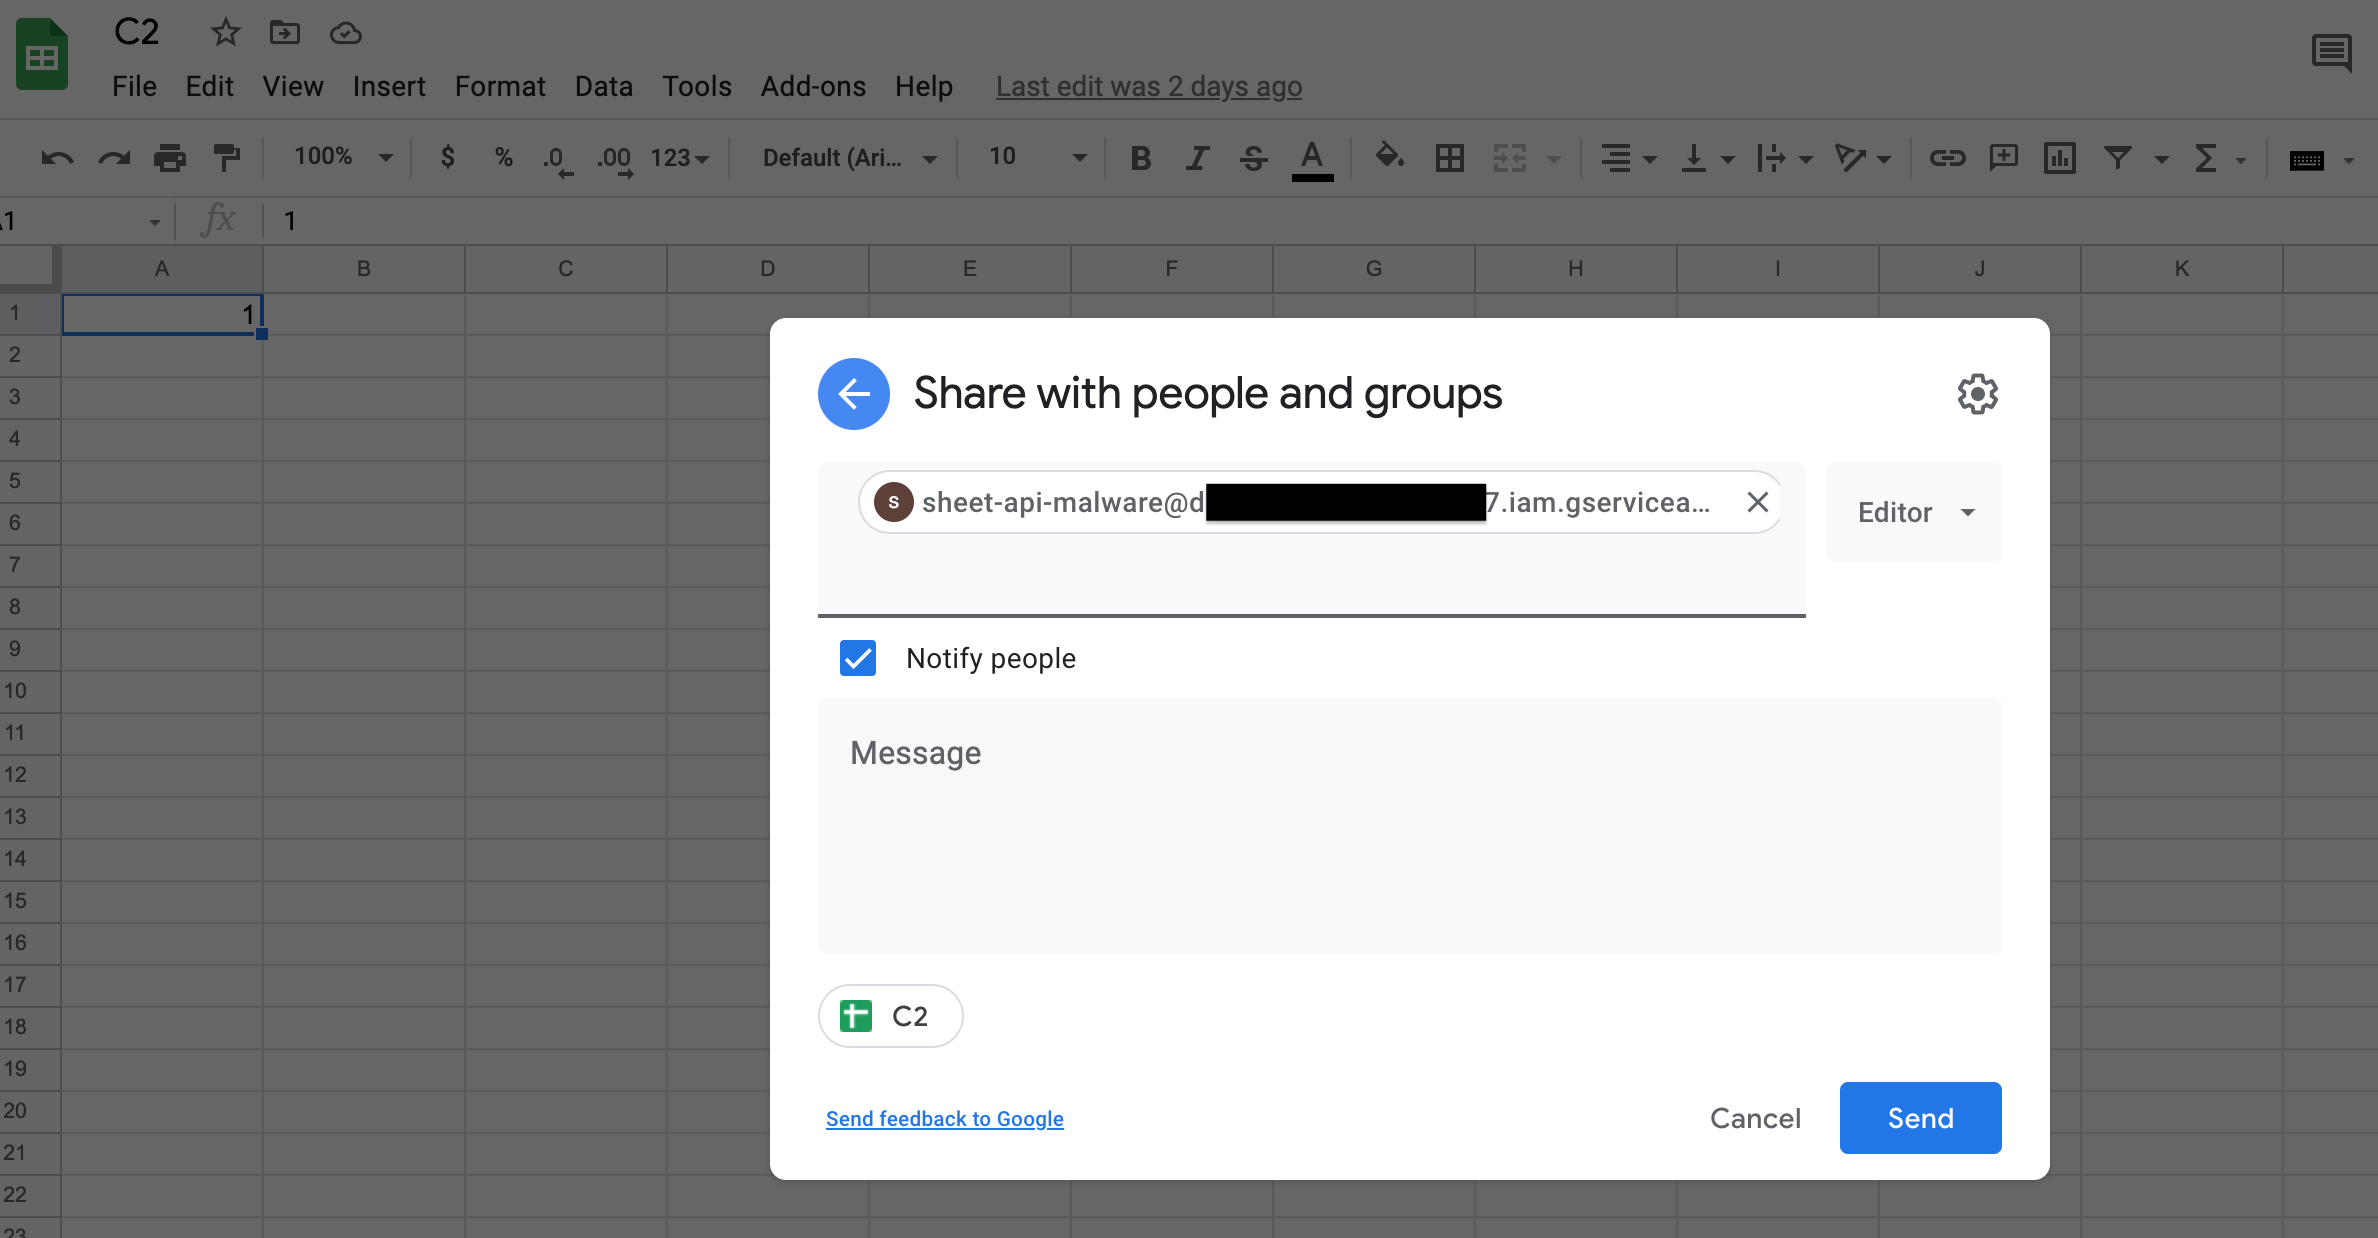 C2
File Edit View Insert Format Data Tools Add-ons Help Last edit was 2 days ago
100% $ % .0 .00 123 Default (Ari... 10 B I S A
A1 fx 1
A B C D E F G H I J K
1 1
2
3
4
5
6
7
8
9
10
11
12
13
14
15
16
17
18
19
20
21
22
23
Share with people and groups
s sheet-api-malware@d 7.iam.gservicea... Editor
Notify people
Message
C2
Send feedback to Google Cancel Send